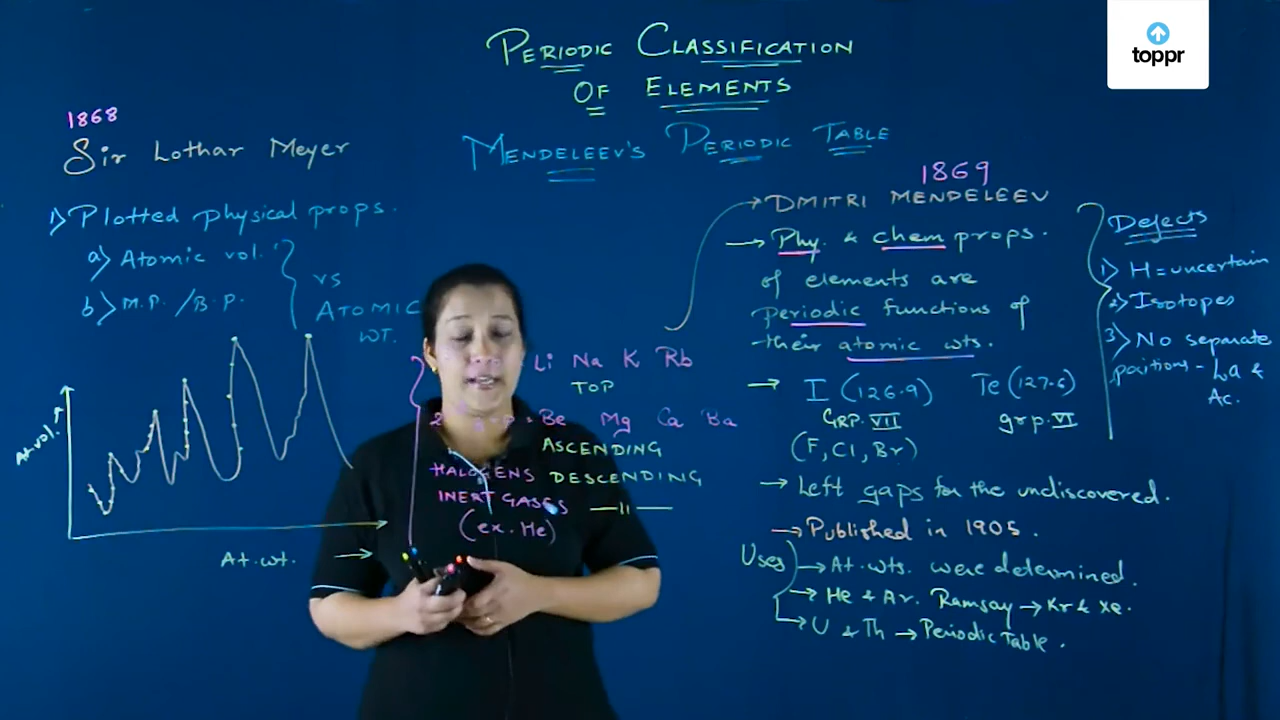 toppr
PERIODIC CLASSIFICATION
OF ELEMENTS
MENDELEEV'S PERIODIC TABLE
1868
Sir Lothar Meyer
1) Plotted physical props.
a) Atomic vol.
b) M.P. / B.P.
vs
ATOMIC
WT.
At. vol. →
At. wt. →
Li Na K Rb
TOP
Be Mg Ca Ba
ASCENDING
HALOGENS DESCENDING
INERT GASES —11—
(ex. He)
1869
→ DMITRI MENDELEEV
→ Phy. & chem props.
of elements are
periodic functions of
their atomic wts.
→ I (126.9) Te (127.6)
GRP. VII grp. VI
(F, Cl, Br)
→ Left gaps for the undiscovered.
→ Published in 1905.
Uses → At. wts. were determined.
→ He & Ar. Ramsay → Kr & Xe.
→ U & Th → Periodic Table.
Defects
1) H = uncertain
2) Isotopes
3) No separate
positions - La &
Ac.